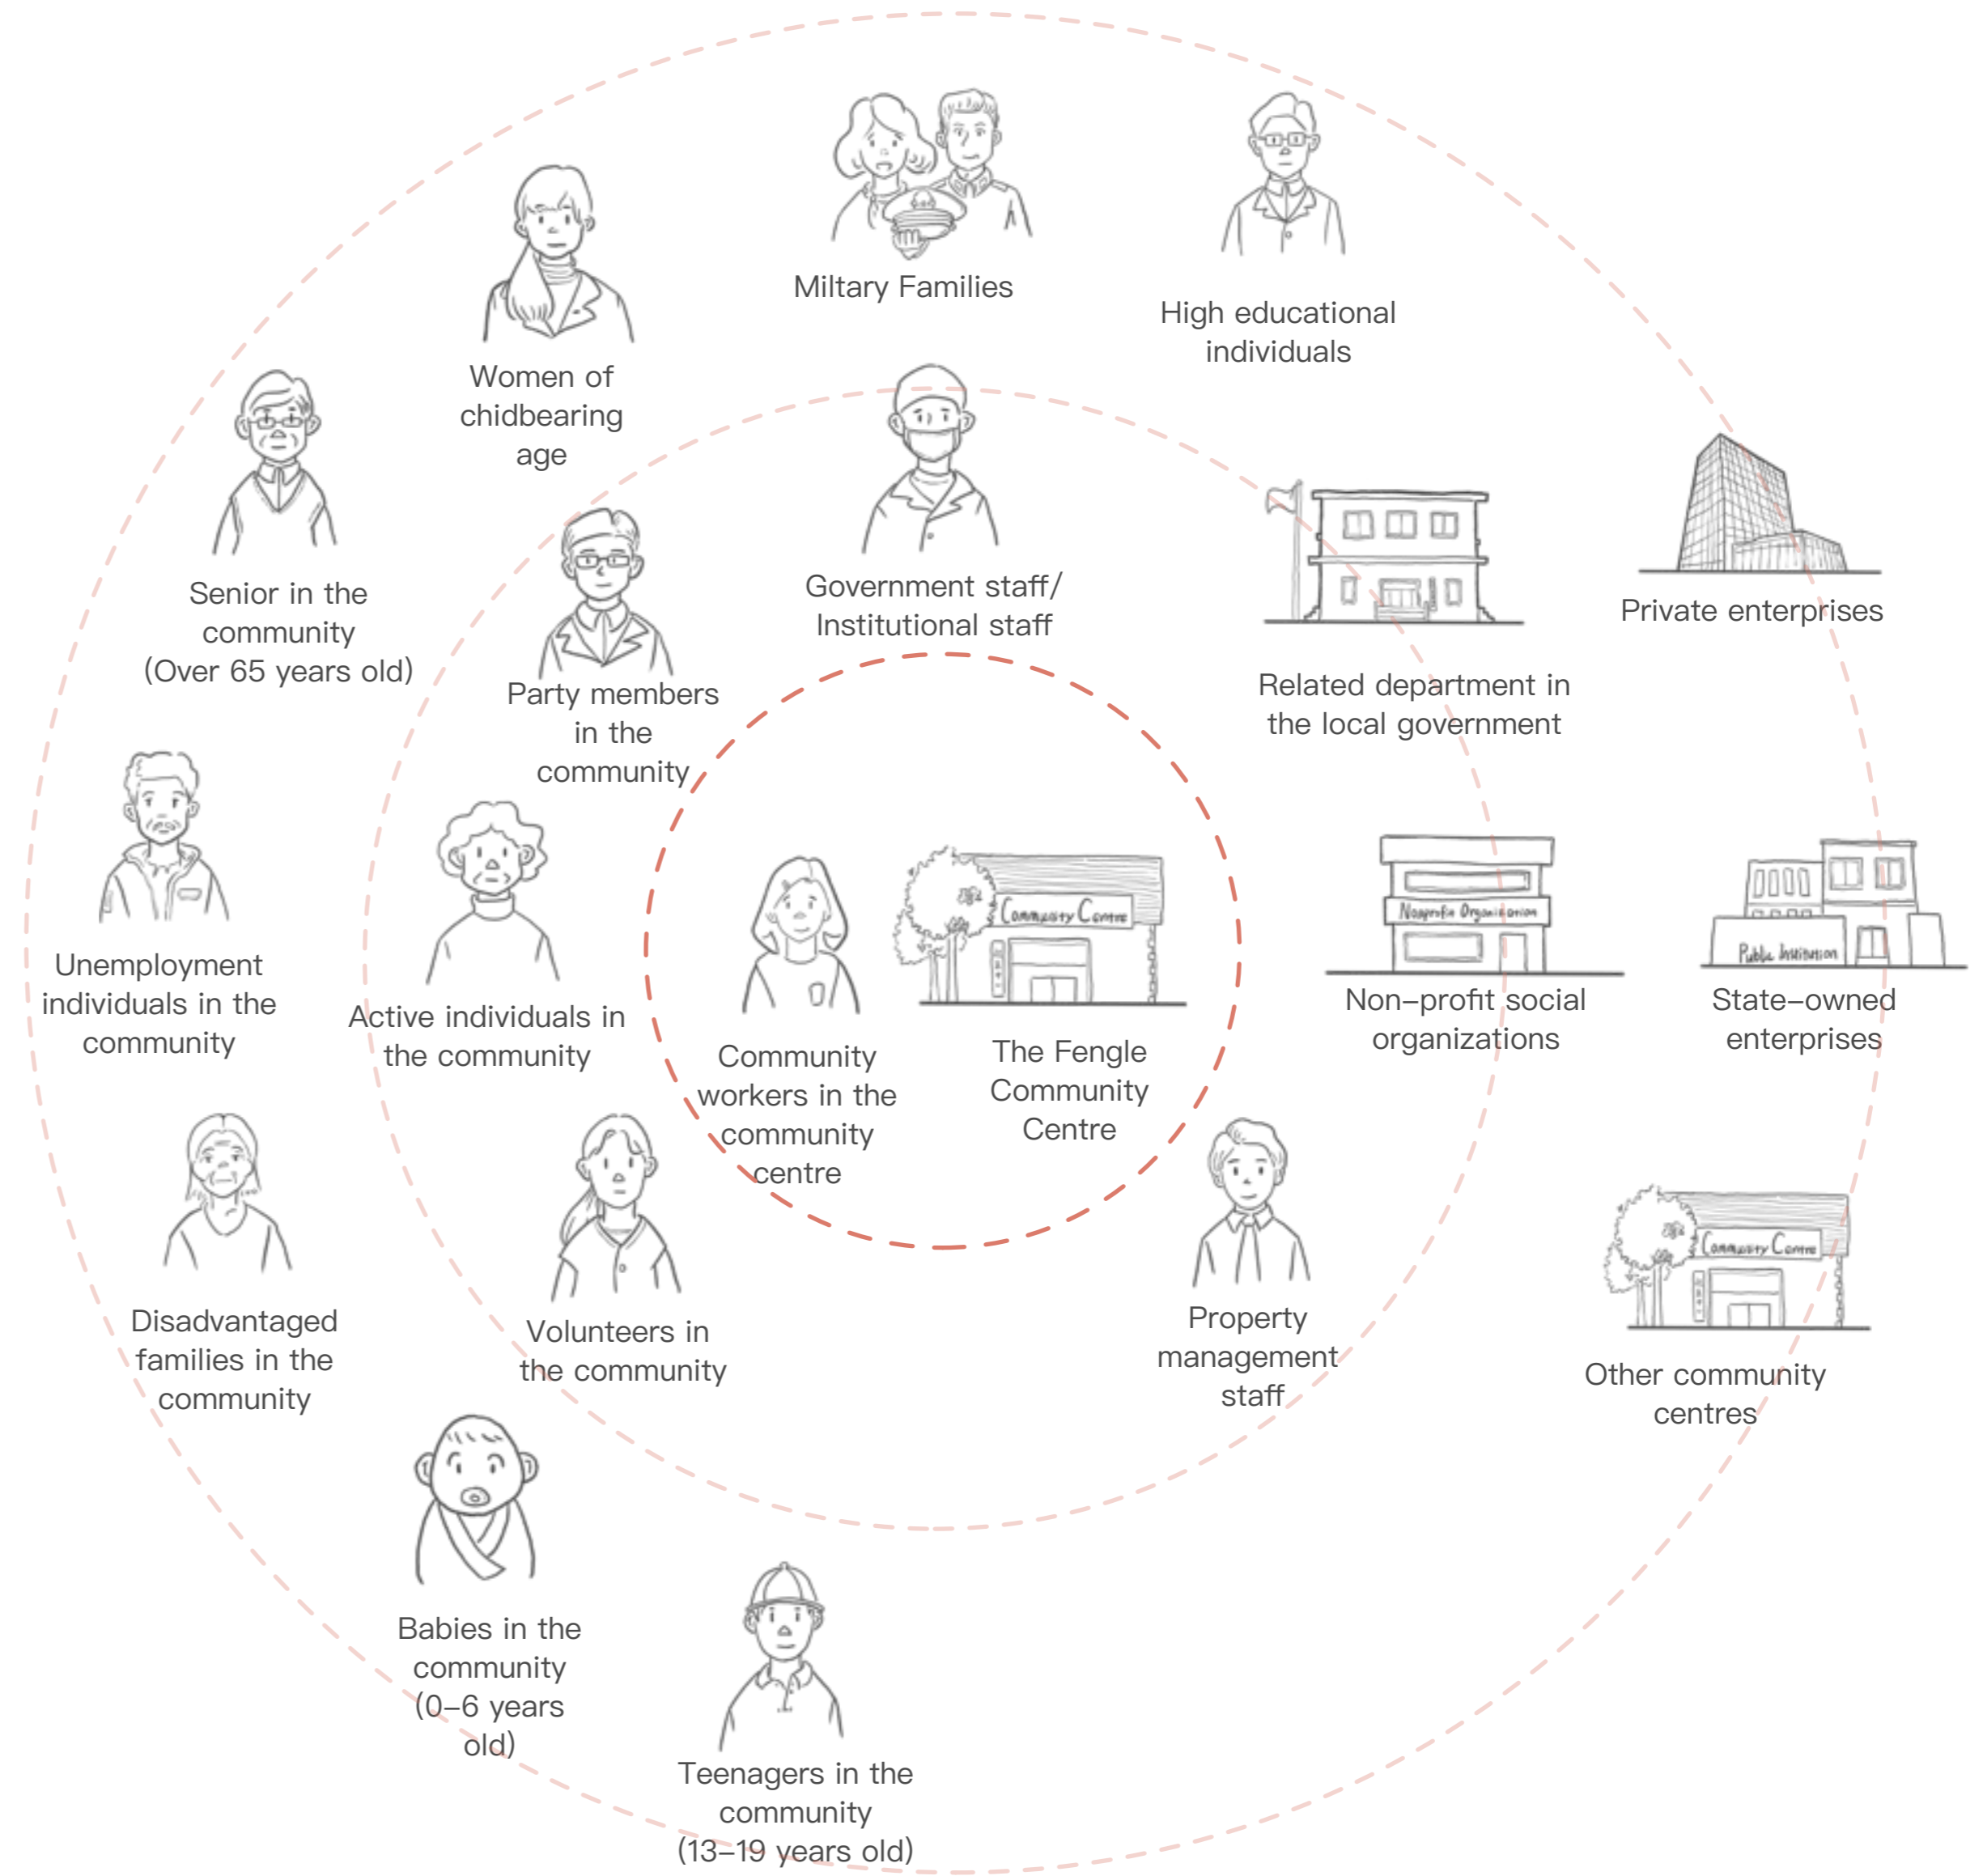 Miltary Families
High educational
individuals
Women of
chidbearing
age
Senior in the
community
(Over 65 years old)
Government staff/
Institutional staff
Private enterprises
Party members
in the
community
Related department in
the local government
Community Centre
Nonprofit Organisation
Public Institution
Unemployment
individuals in the
community
Active individuals in
the community
Non–profit social
organizations
State–owned
enterprises
Community
workers in the
community
centre
The Fengle
Community
Centre
Community Centre
Disadvantaged
families in the
community
Volunteers in
the community
Property
management
staff
Other community
centres
Babies in the
community
(0–6 years
old)
Teenagers in the
community
(13–19 years old)